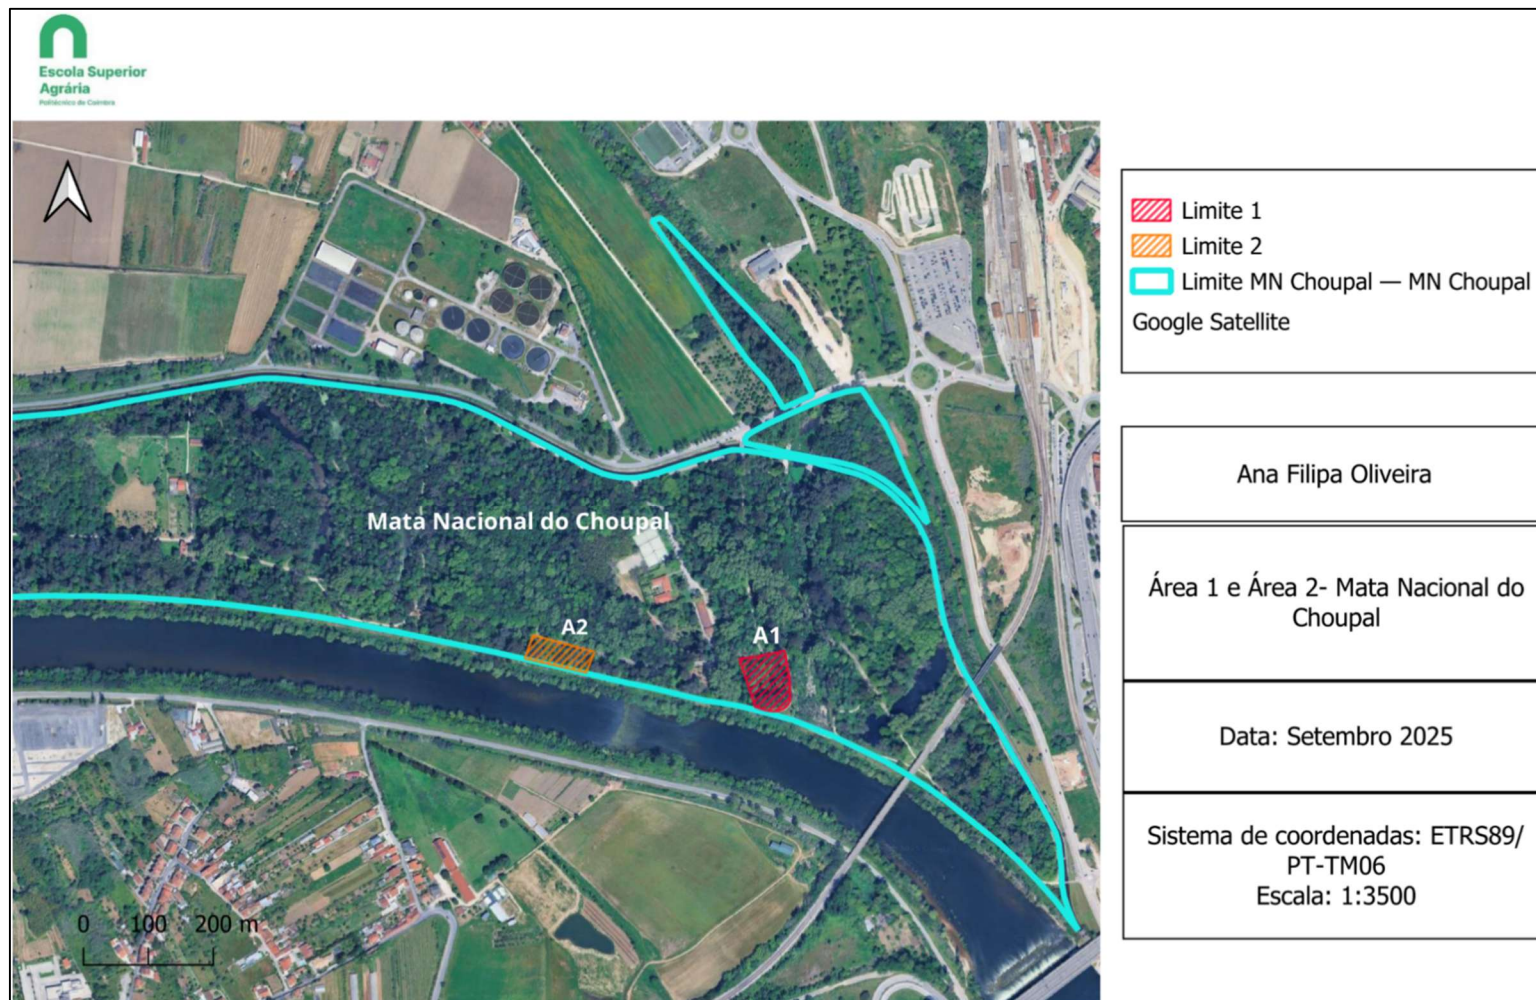 Escola Superior
Agrária
Politécnico de Coimbra
Limite 1
Limite 2
Limite MN Choupal — MN Choupal
Google Satellite
Mata Nacional do Choupal
A2
A1
0 100 200 m
Ana Filipa Oliveira
Área 1 e Área 2- Mata Nacional do
Choupal
Data: Setembro 2025
Sistema de coordenadas: ETRS89/
PT-TM06
Escala: 1:3500